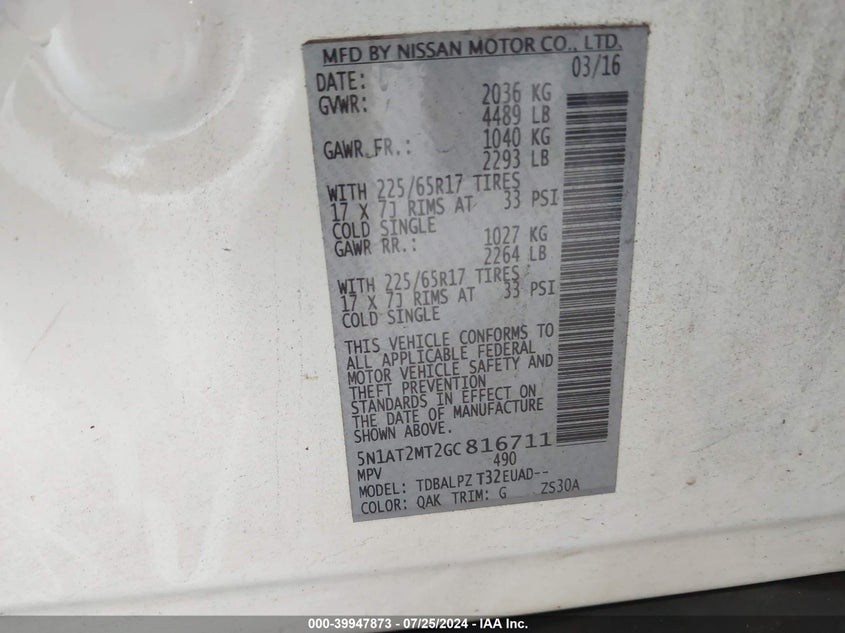 MFD BY NISSAN MOTOR CO., LTD.
DATE: 03/16
GVWR: 2036 KG
4489 LB
GAWR FR.: 1040 KG
2293 LB
WITH 225/65R17 TIRES
17 X 7J RIMS AT 33 PSI
COLD SINGLE
GAWR RR.: 1027 KG
2264 LB
WITH 225/65R17 TIRES
17 X 7J RIMS AT 33 PSI
COLD SINGLE
THIS VEHICLE CONFORMS TO
ALL APPLICABLE FEDERAL
MOTOR VEHICLE SAFETY AND
THEFT PREVENTION
STANDARDS IN EFFECT ON
THE DATE OF MANUFACTURE
SHOWN ABOVE.
5N1AT2MT2GC816711
MPV 490
MODEL: TDBALPZ T32EUAD--
COLOR: QAK TRIM: G ZS30A
000-39947873 - 07/25/2024 - IAA Inc.